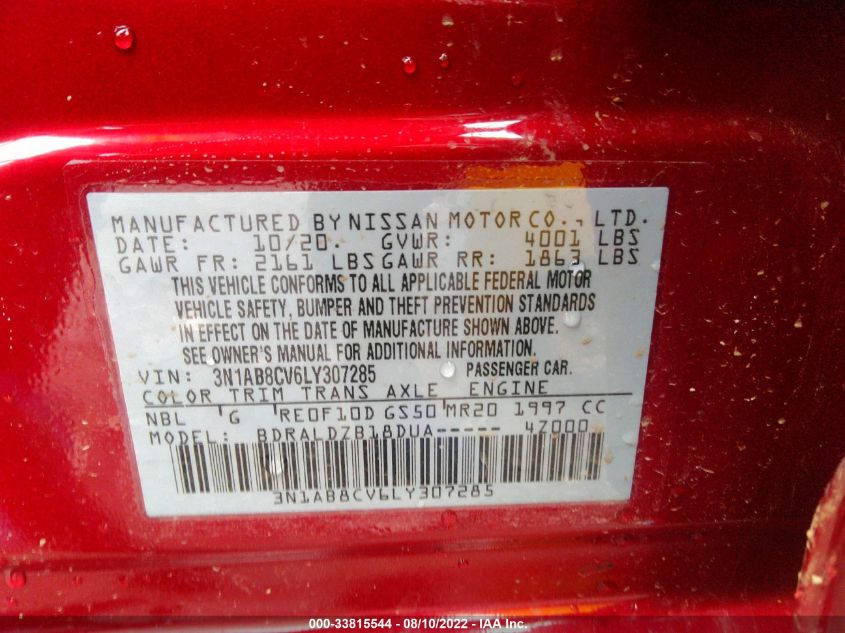 MANUFACTURED BY NISSAN MOTOR CO., LTD.
DATE: 10/20 GVWR: 4001 LBS
GAWR FR: 2161 LBS GAWR RR: 1863 LBS
THIS VEHICLE CONFORMS TO ALL APPLICABLE FEDERAL MOTOR
VEHICLE SAFETY, BUMPER AND THEFT PREVENTION STANDARDS
IN EFFECT ON THE DATE OF MANUFACTURE SHOWN ABOVE.
SEE OWNER'S MANUAL FOR ADDITIONAL INFORMATION.
VIN: 3N1AB8CV6LY307285 PASSENGER CAR.
COLOR TRIM TRANS AXLE ENGINE
NBL G RE0F10D GS50 MR20 1997 CC
MODEL: BDRALDZB18DUA----- 4Z000
3N1AB8CV6LY307285
000-33815544 - 08/10/2022 - IAA Inc.